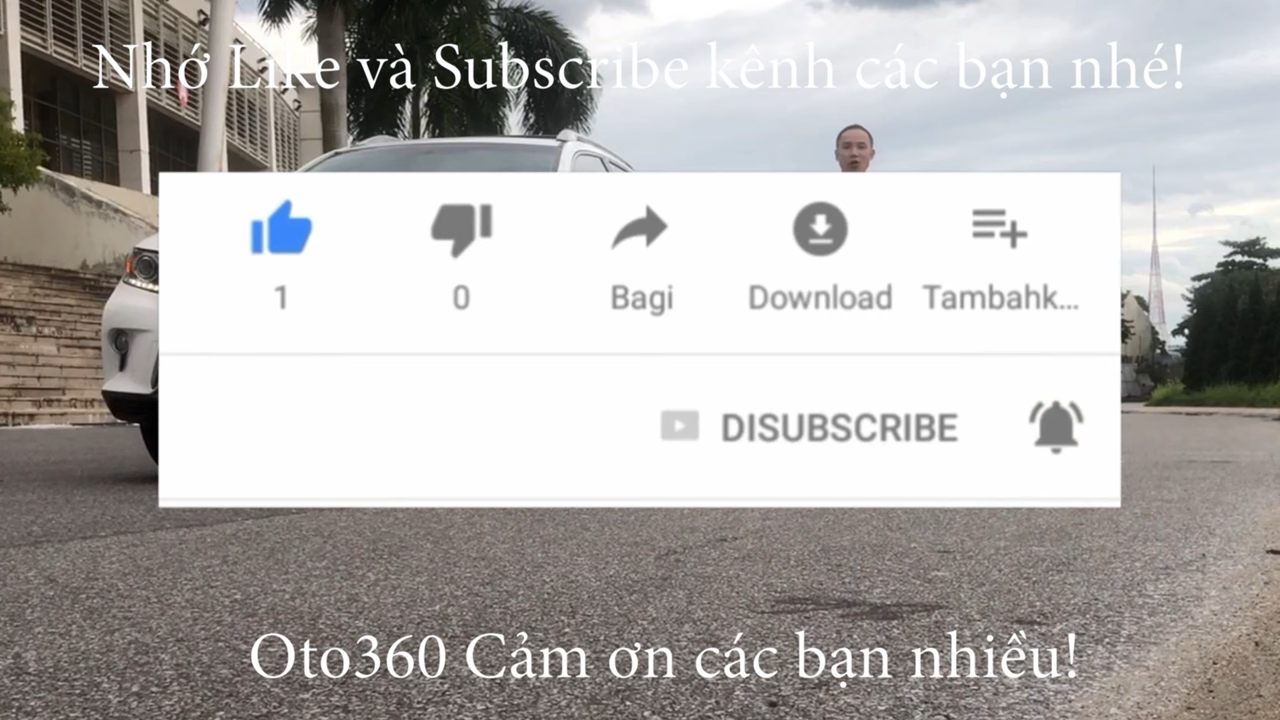 Nhớ Like và Subscribe kênh các bạn nhé!
1
0
Bagi
Download
Tambahk...
DISUBSCRIBE
Oto360 Cảm ơn các bạn nhiều!